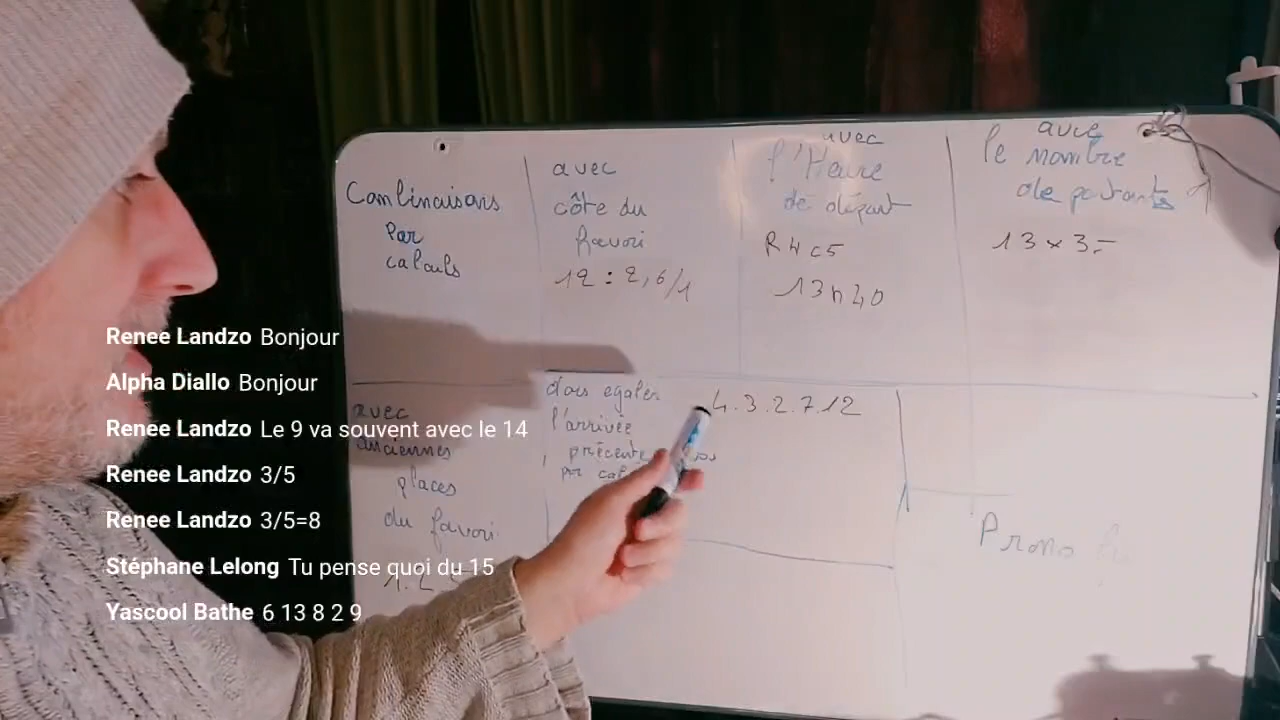 Combinaisons
Par
calculs
avec
côte du
favori
12 : 2,6/1
avec
l'Heure
de départ
R4c5
13h40
avec
le nombre
de partants
13 x 3
avec
anciennes
places
du favori
1.2
égales
l'arrivée
4.3.2.7.12
Prono
Renee Landzo Bonjour
Alpha Diallo Bonjour
Renee Landzo Le 9 va souvent avec le 14
Renee Landzo 3/5
Renee Landzo 3/5=8
Stéphane Lelong Tu pense quoi du 15
Yascool Bathe 6 13 8 2 9